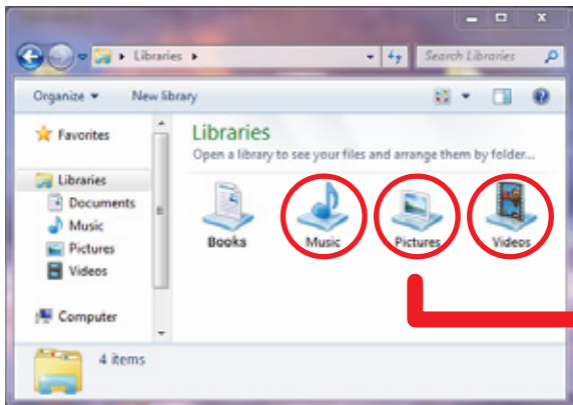 Libraries
Search Libraries
Organize
New library
Favorites
Libraries
Documents
Music
Pictures
Videos
Computer
Libraries
Open a library to see your files and arrange them by folder...
Books
Music
Pictures
Videos
4 items